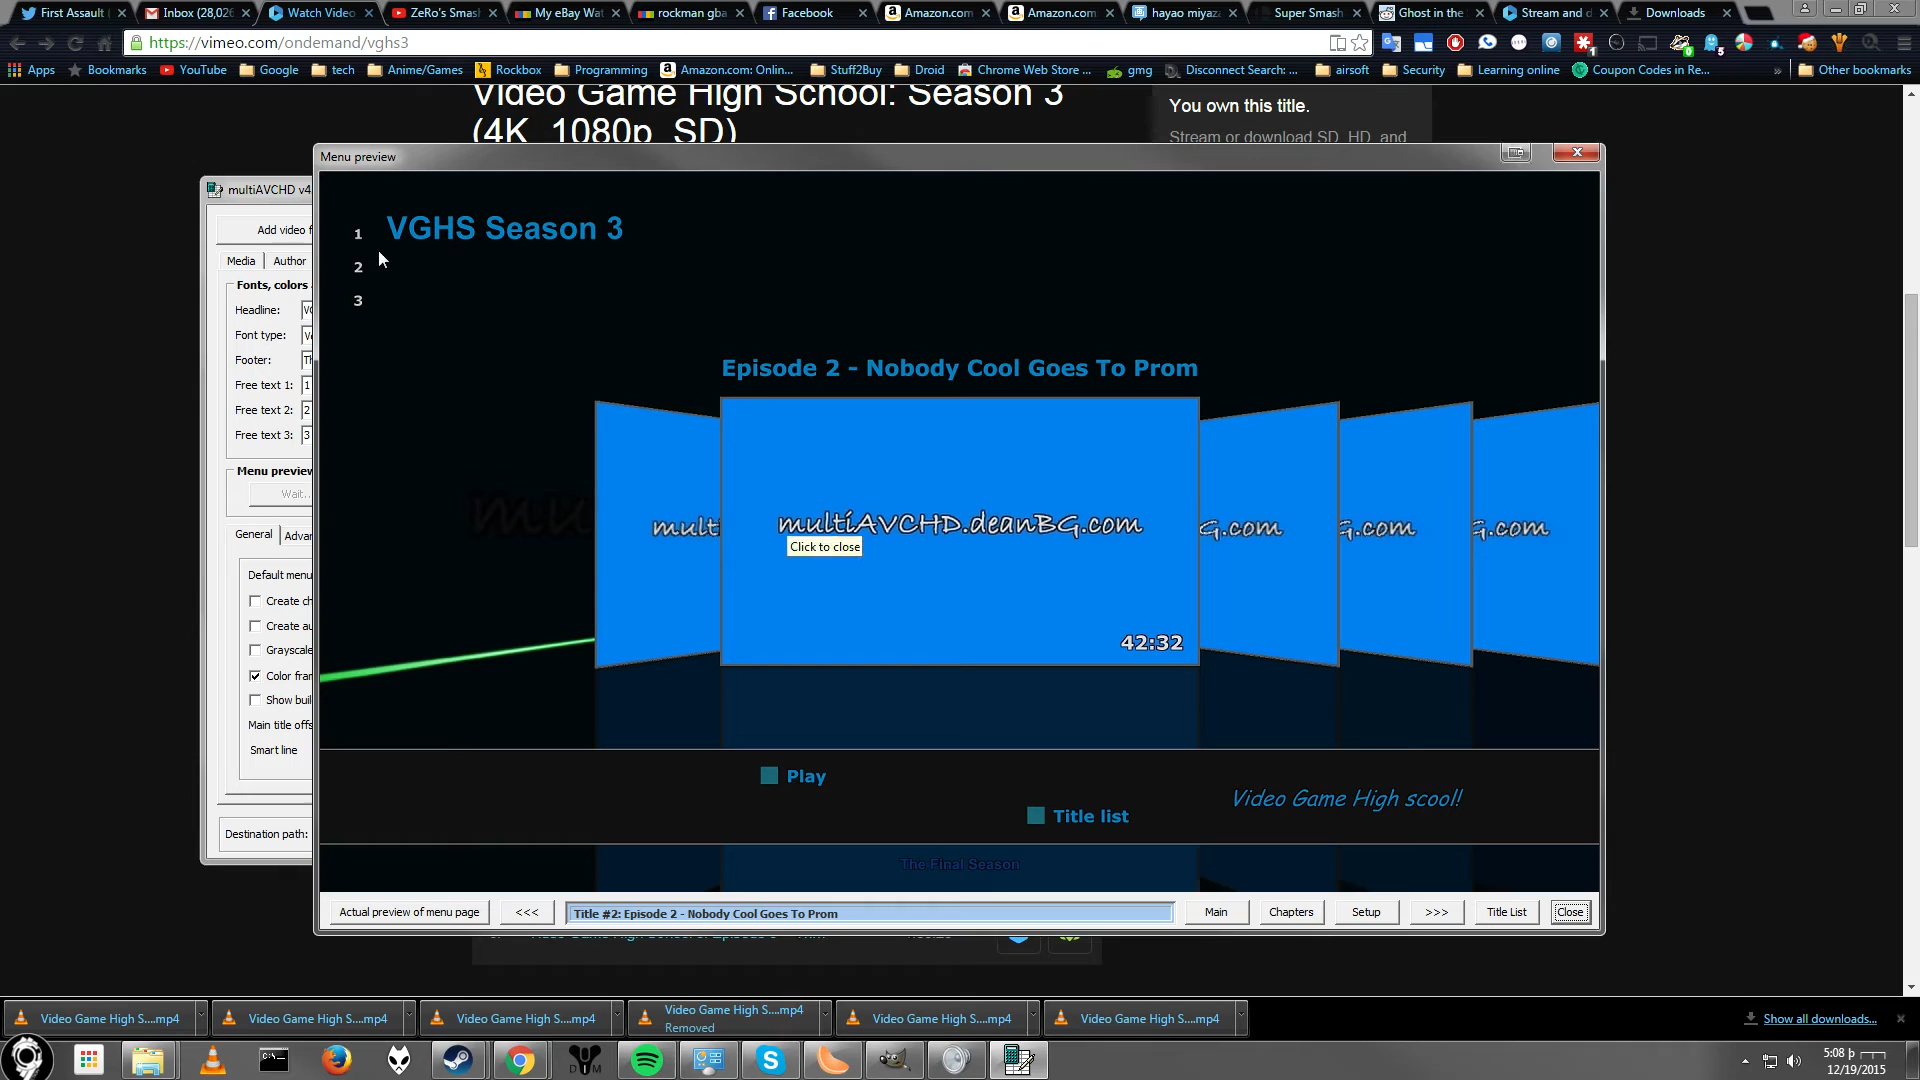 First Assault
Inbox (28,026
Watch Video
ZeRo's Smas
My eBay Wat
rockman gba
Facebook
Amazon.com
Amazon.com
hayao miyaz
Super Smash
Ghost in the
Stream and d
Downloads
https://vimeo.com/ondemand/vghs3
Apps
Bookmarks
YouTube
Google
tech
Anime/Games
Rockbox
Programming
Amazon.com: Onlin...
Stuff2Buy
Droid
Chrome Web Store ...
gmg
Disconnect Search: ...
airsoft
Security
Learning online
Coupon Codes in Re...
»
Other bookmarks
Video Game High School: Season 3
(4K, 1080p, SD)
You own this title.
Stream or download SD, HD, and
multiAVCHD v4
Add video f
Media
Author
Fonts, colors
Headline:
Font type:
Footer:
Free text 1: 1
Free text 2: 2
Free text 3: 3
Menu preview
Wait..
General
Advan
Default menu
Create ch
Create au
Grayscale
Color fran
Show buil
Main title offs
Smart line
Destination path:
Menu preview
1 VGHS Season 3
2
3
Episode 2 - Nobody Cool Goes To Prom
multi
multiAVCHD.deanBG.com
G.com
G.com
G.com
Click to close
42:32
Play
Title list
Video Game High scool!
The Final Season
Actual preview of menu page
<<<
Title #2: Episode 2 - Nobody Cool Goes To Prom
Main
Chapters
Setup
>>>
Title List
Close
Video Game High S....mp4
Video Game High S....mp4
Video Game High S....mp4
Video Game High S....mp4
Removed
Video Game High S....mp4
Video Game High S....mp4
Show all downloads...
5:08 þ
12/19/2015